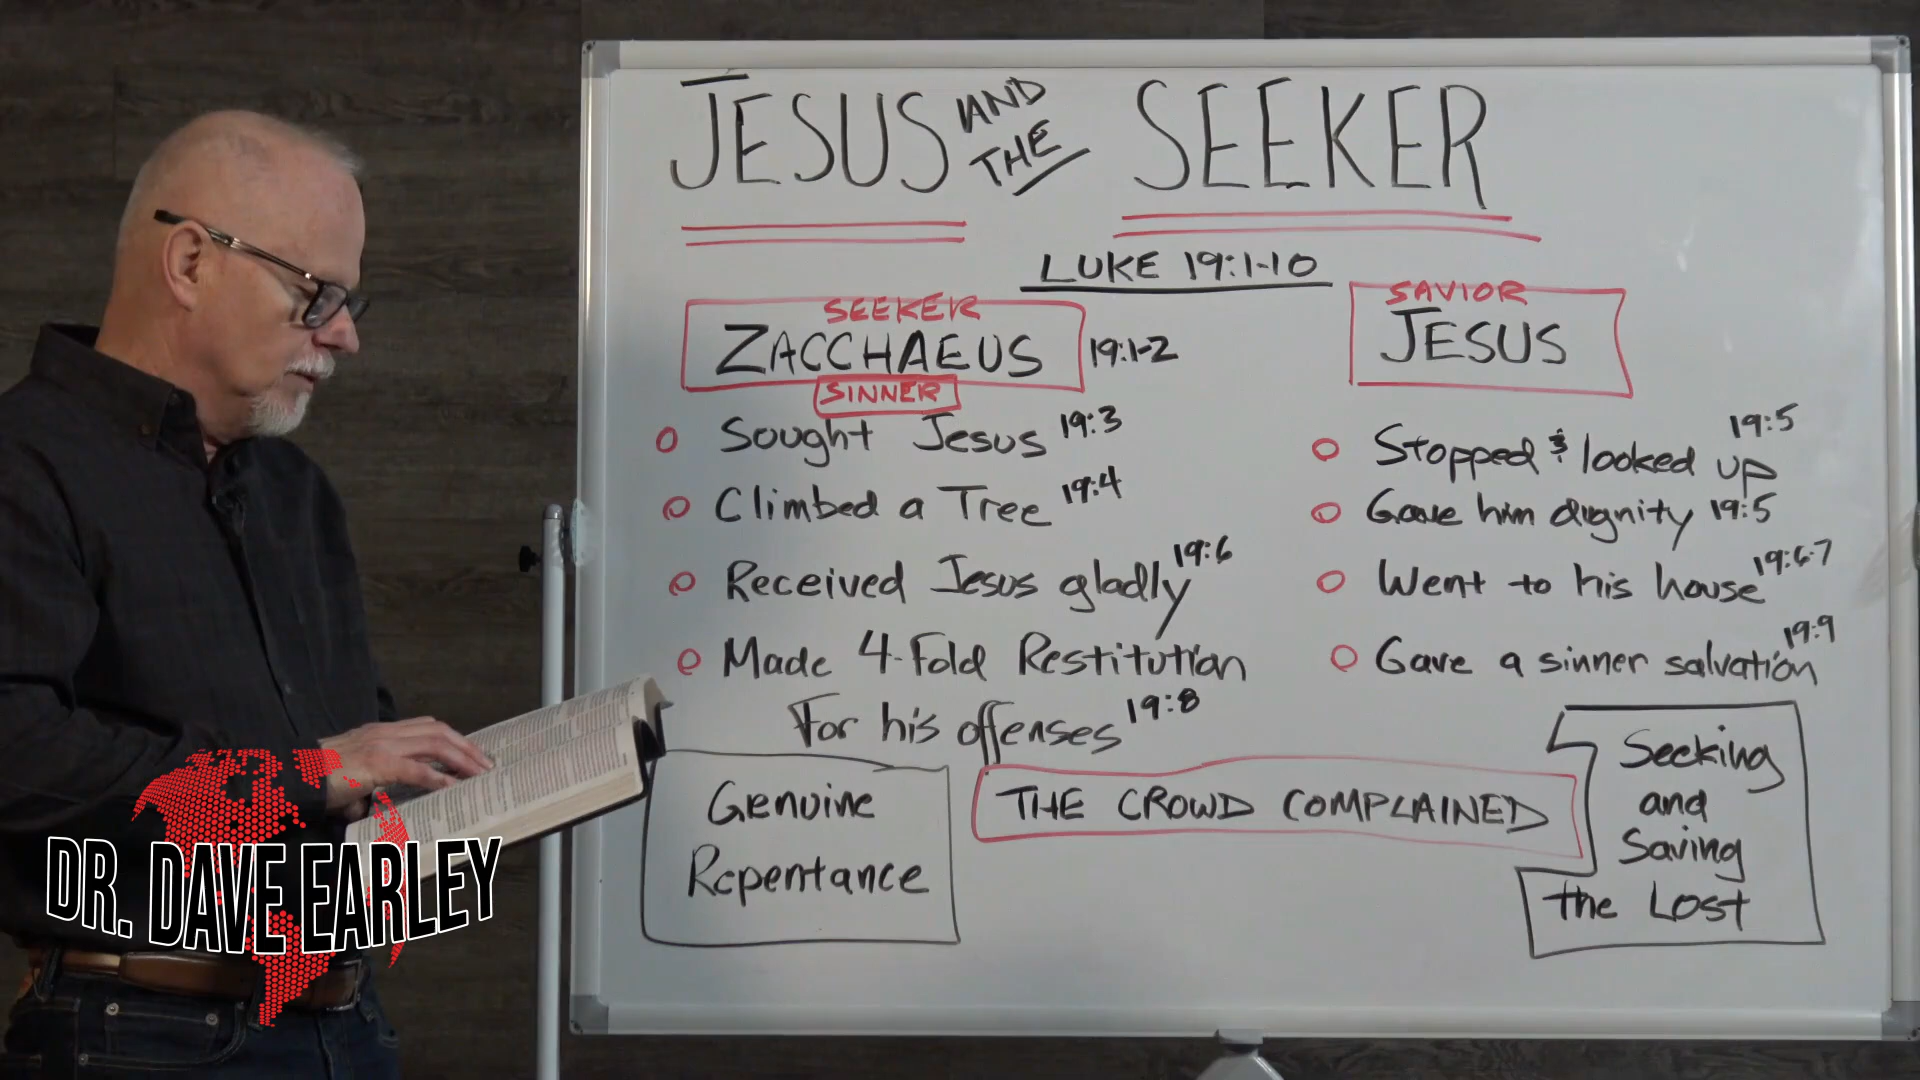 JESUS AND THE SEEKER
LUKE 19:1-10
SEEKER
ZACCHAEUS 19:1-2
SINNER
Sought Jesus 19:3
Climbed a Tree 19:4
Received Jesus gladly 19:6
Made 4-Fold Restitution
For his offenses 19:8
Genuine
Repentance
THE CROWD COMPLAINED
SAVIOR
JESUS
Stopped & looked up 19:5
Gave him dignity 19:5
Went to his house 19:6-7
Gave a sinner salvation 19:9
Seeking
and
Saving
the Lost
DR. DAVE EARLEY